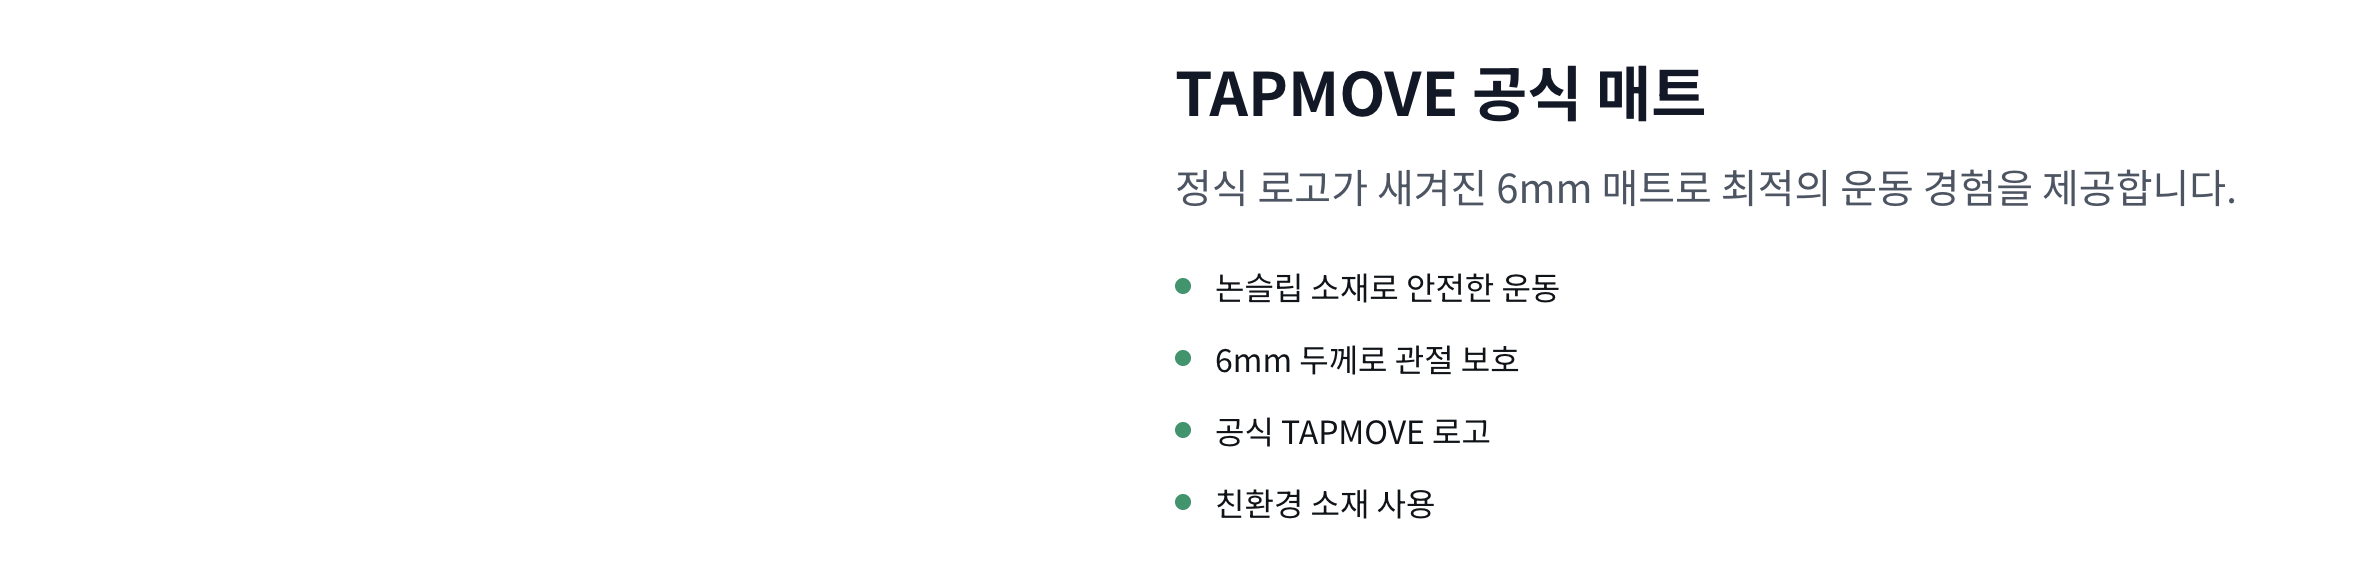 TAPMOVE 공식 매트
정식 로고가 새겨진 6mm 매트로 최적의 운동 경험을 제공합니다.
논슬립 소재로 안전한 운동
6mm 두께로 관절 보호
공식 TAPMOVE 로고
친환경 소재 사용